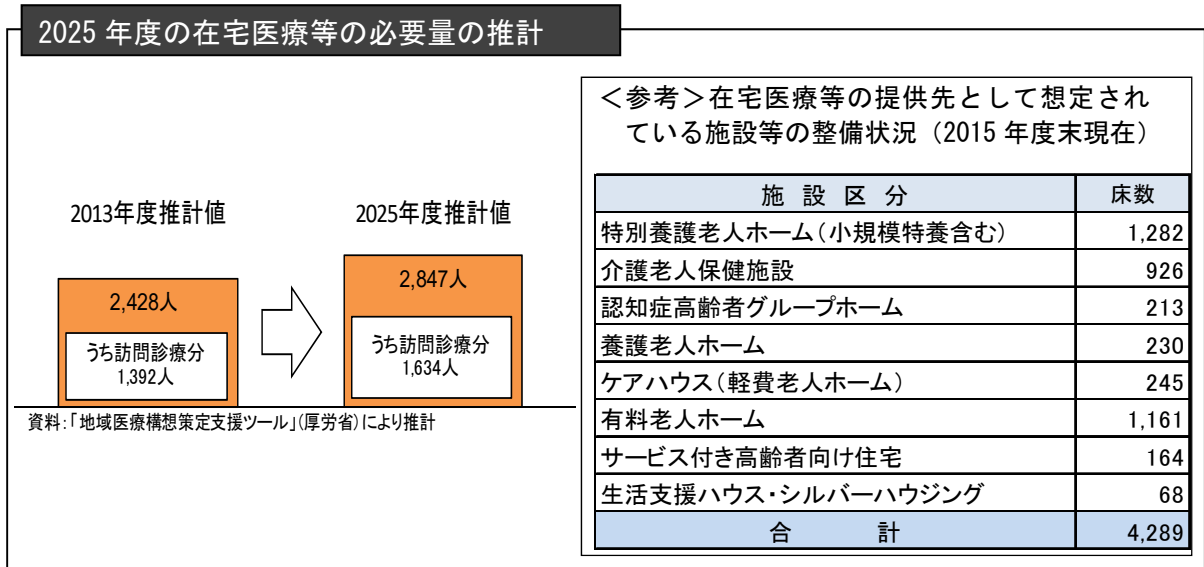 2025 年度の在宅医療等の必要量の推計
2013年度推計値
2025年度推計値
2,428人
うち訪問診療分
1,392人
2,847人
うち訪問診療分
1,634人
資料:「地域医療構想策定支援ツール」(厚労省)により推計
＜参考＞在宅医療等の提供先として想定され
ている施設等の整備状況（2015 年度末現在）
施 設 区 分 床数
特別養護老人ホーム（小規模特養含む） 1,282
介護老人保健施設 926
認知症高齢者グループホーム 213
養護老人ホーム 230
ケアハウス（軽費老人ホーム） 245
有料老人ホーム 1,161
サービス付き高齢者向け住宅 164
生活支援ハウス・シルバーハウジング 68
合 計 4,289